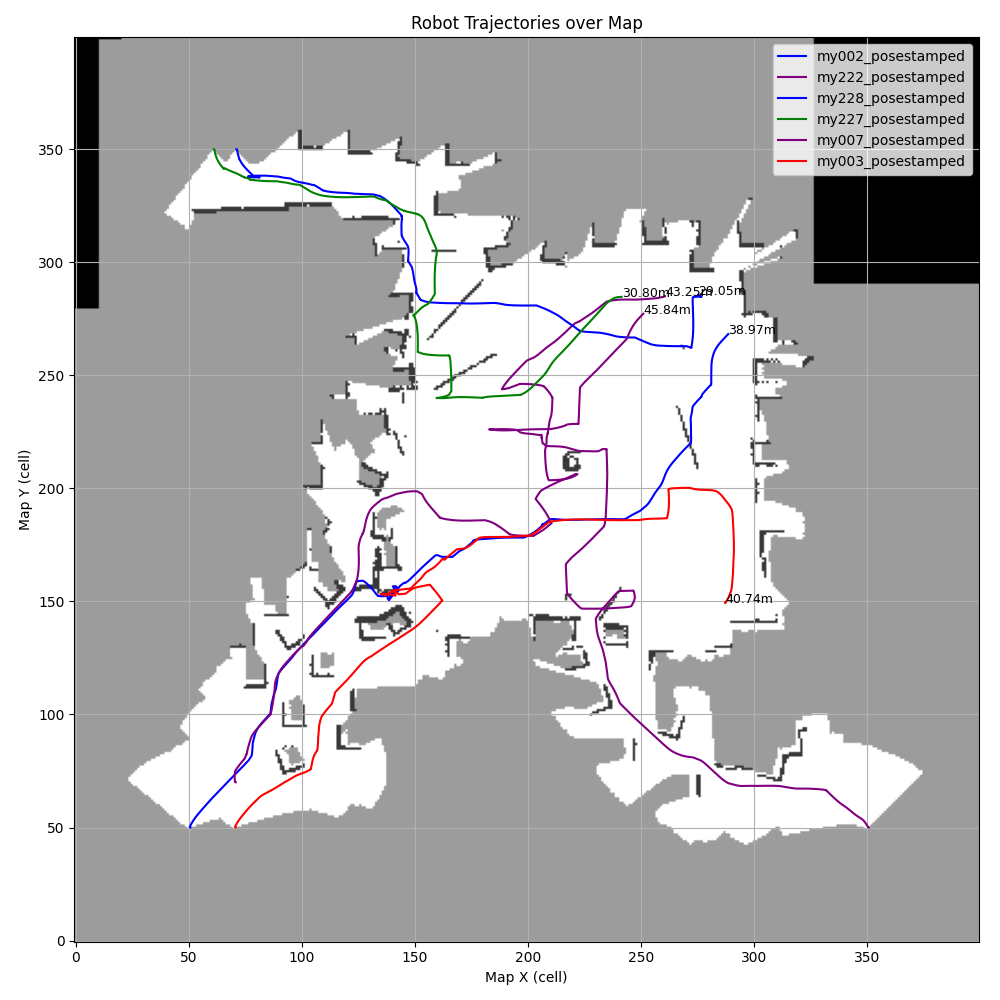 Robot Trajectories over Map
my002_posestamped
my222_posestamped
my228_posestamped
my227_posestamped
my007_posestamped
my003_posestamped
30.80m
43.25m
29.05m
45.84m
38.97m
40.74m
350
300
250
200
150
100
50
0
Map Y (cell)
0 50 100 150 200 250 300 350
Map X (cell)